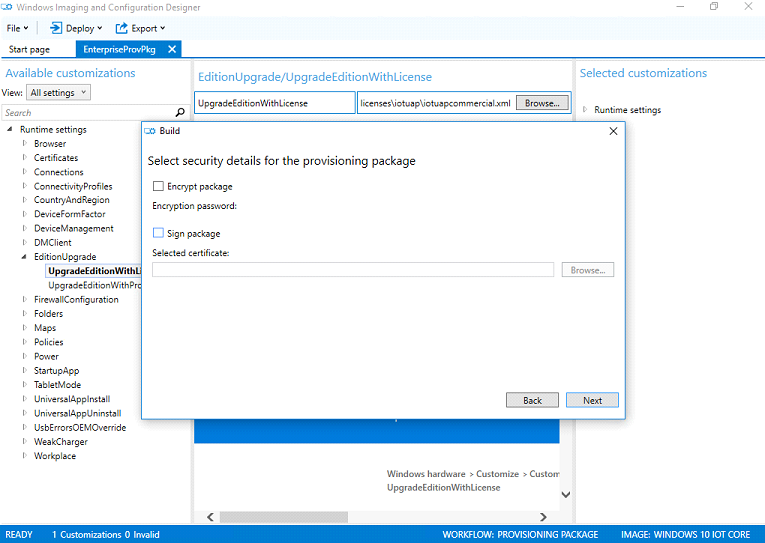 Windows Imaging and Configuration Designer
File Deploy Export
Start page EnterpriseProvPkg
Available customizations
View: All settings
Search
Runtime settings
Browser
Certificates
Connections
ConnectivityProfiles
CountryAndRegion
DeviceFormFactor
DeviceManagement
DMClient
EditionUpgrade
UpgradeEditionWithLi
UpgradeEditionWithPro
FirewallConfiguration
Folders
Maps
Policies
Power
StartupApp
TabletMode
UniversalAppInstall
UniversalAppUninstall
UsbErrorsOEMOverride
WeakCharger
Workplace
EditionUpgrade/UpgradeEditionWithLicense
UpgradeEditionWithLicense licenses\iotuap\iotuapcommercial.xml Browse...
Build
Select security details for the provisioning package
Encrypt package
Encryption password:
Sign package
Selected certificate:
Browse...
Back Next
Windows hardware > Customize > Custom
UpgradeEditionWithLicense
Selected customizations
Runtime settings
READY 1 Customizations 0 Invalid WORKFLOW: PROVISIONING PACKAGE IMAGE: WINDOWS 10 IOT CORE